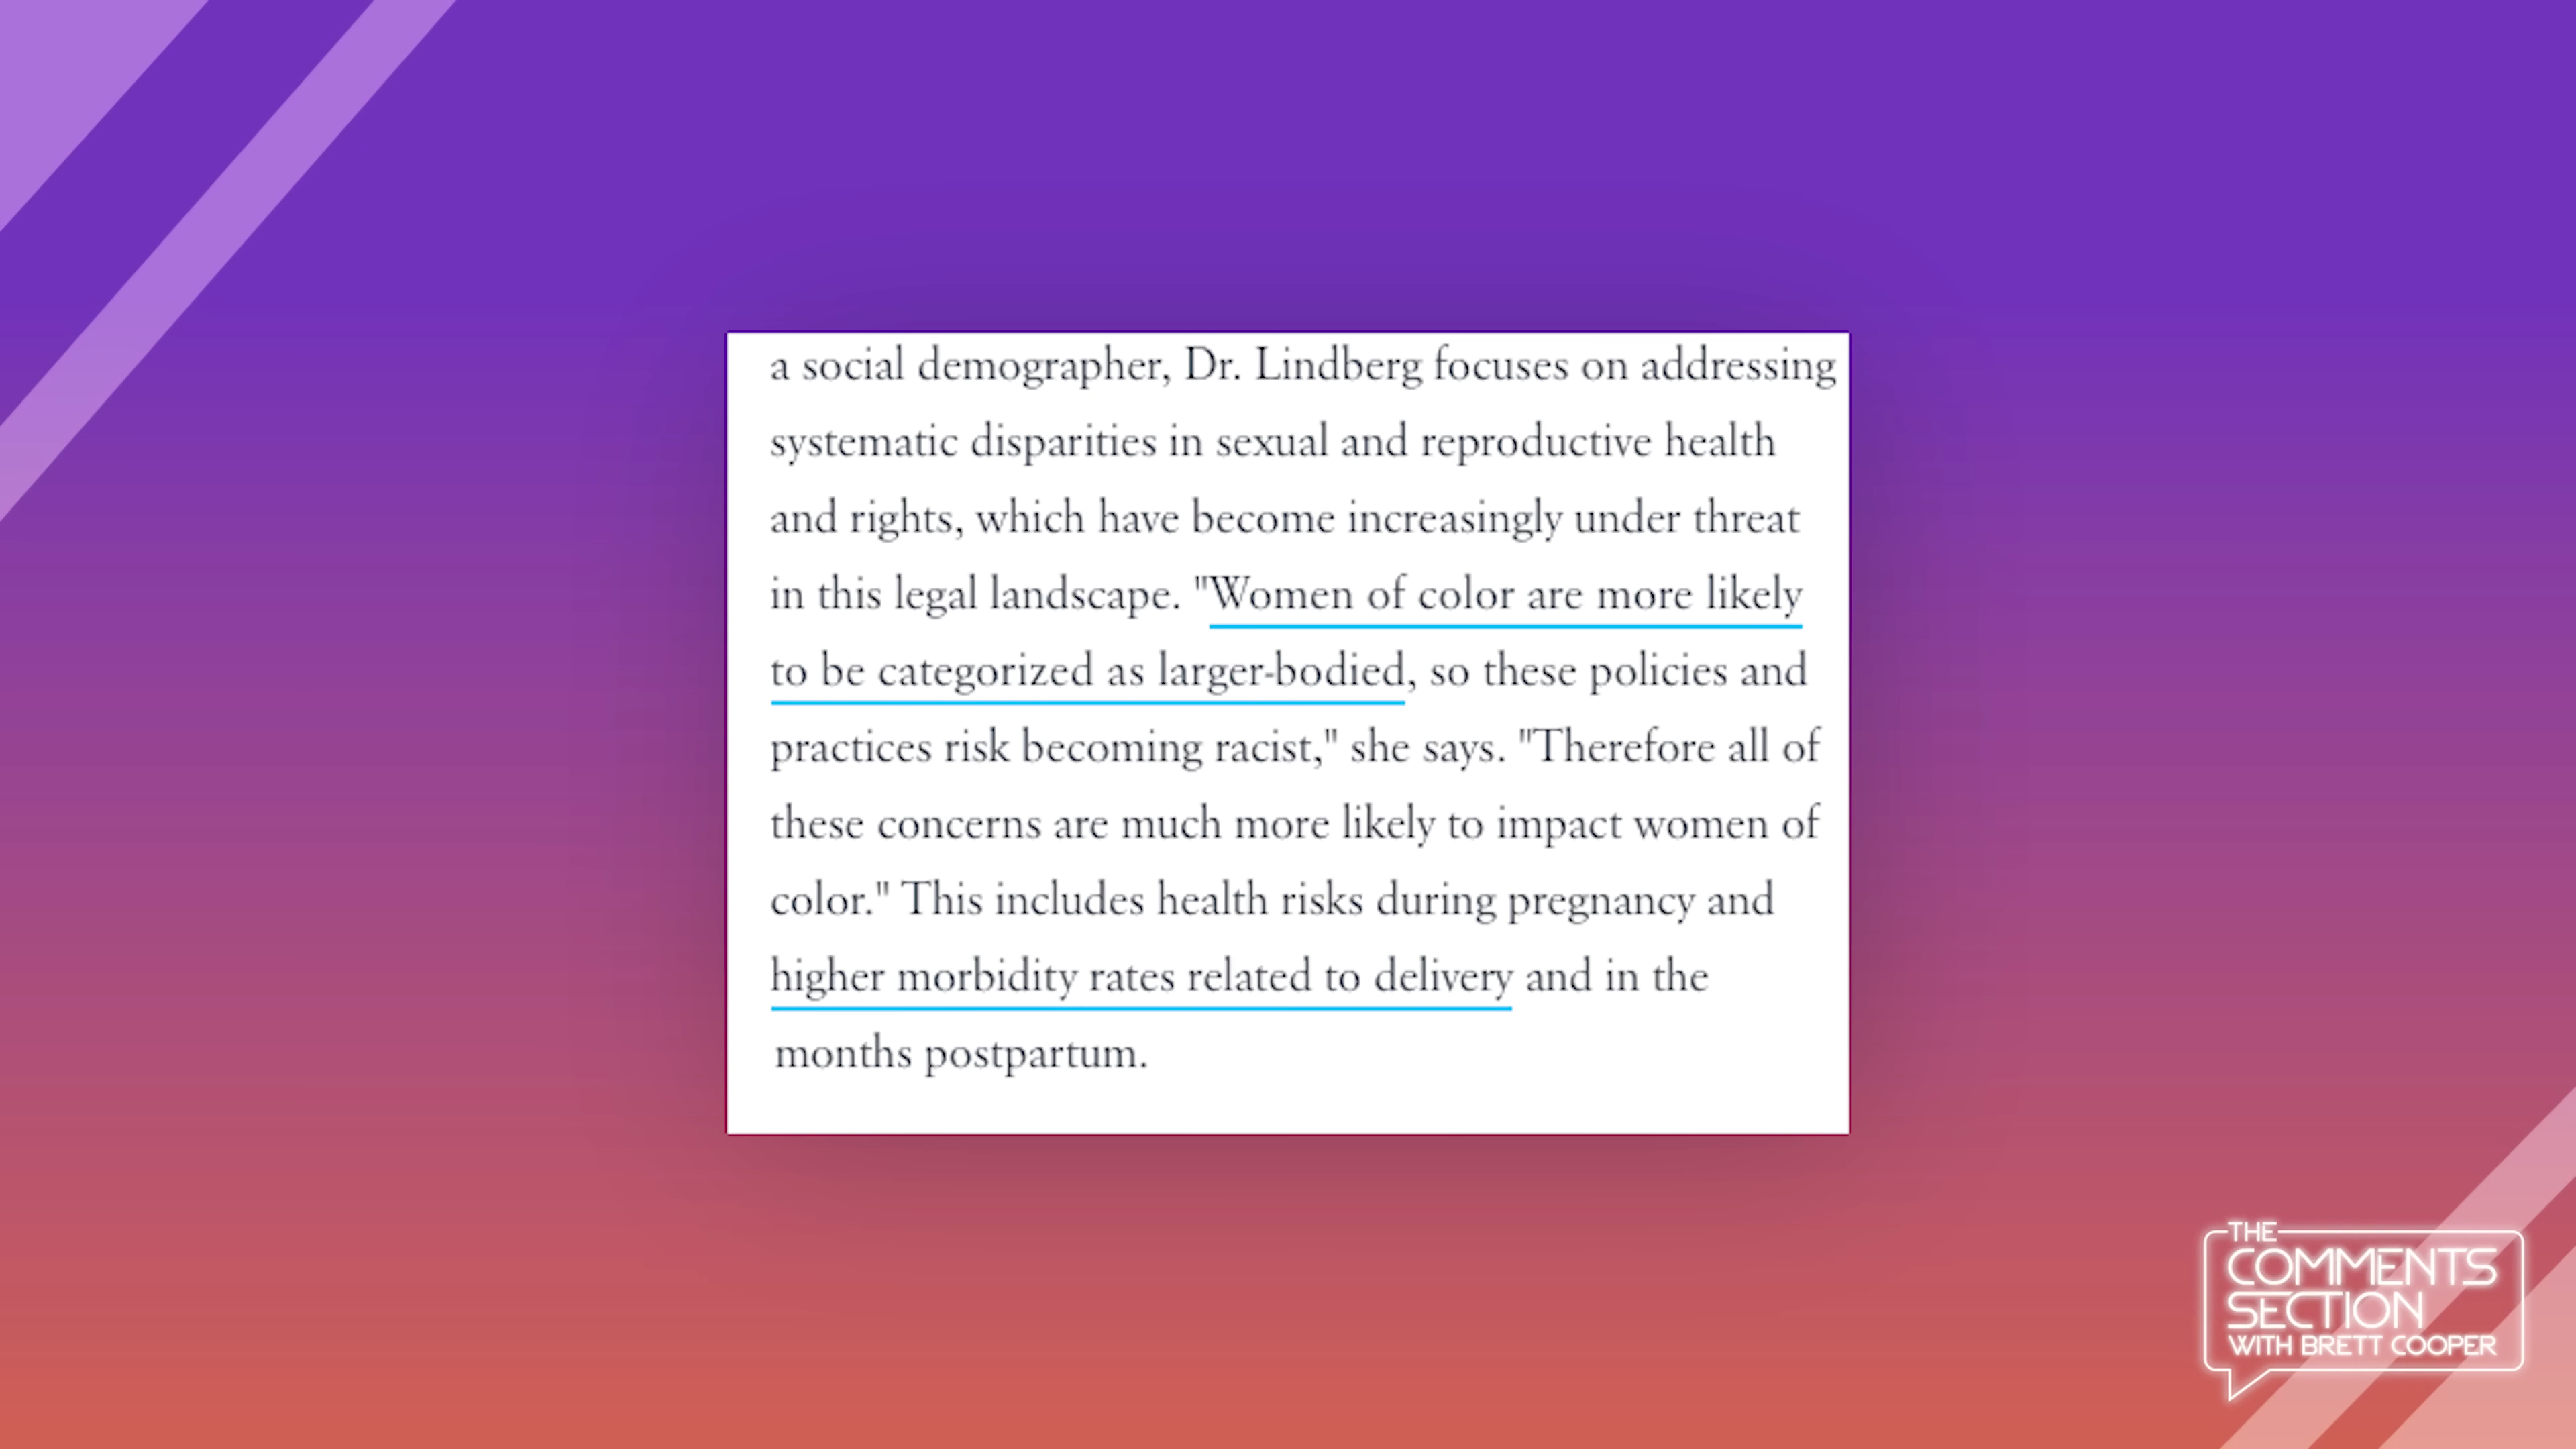 a social demographer, Dr. Lindberg focuses on addressing
systematic disparities in sexual and reproductive health
and rights, which have become increasingly under threat
in this legal landscape. "Women of color are more likely
to be categorized as larger-bodied, so these policies and
practices risk becoming racist," she says. "Therefore all of
these concerns are much more likely to impact women of
color." This includes health risks during pregnancy and
higher morbidity rates related to delivery and in the
months postpartum.
THE
COMMENTS
SECTION
WITH BRETT COOPER